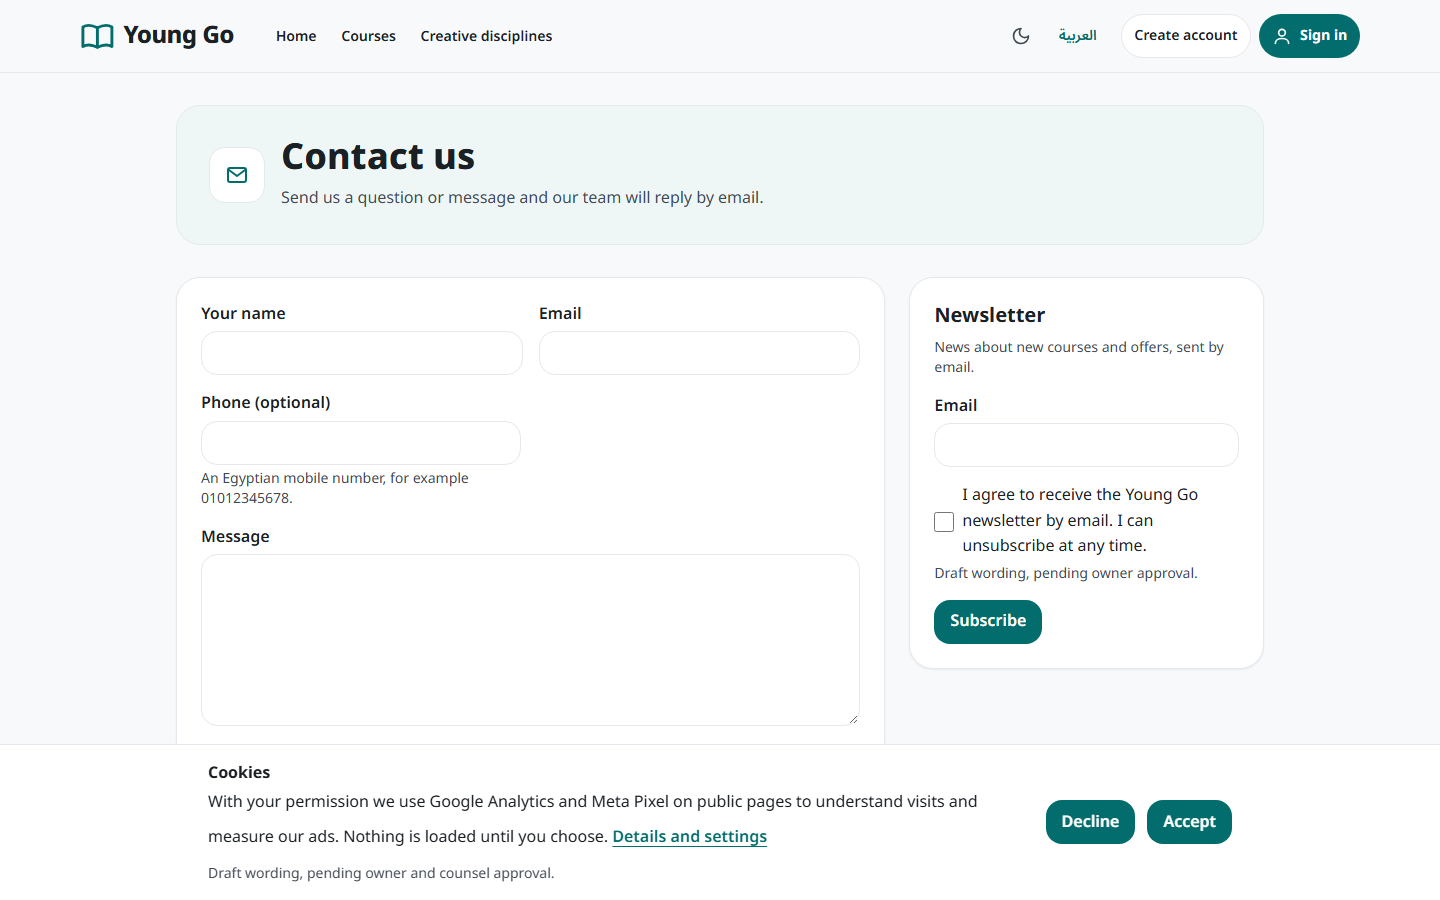 Young Go
Home
Courses
Creative disciplines
العربية
Create account
Sign in
Contact us
Send us a question or message and our team will reply by email.
Your name
Email
Phone (optional)
An Egyptian mobile number, for example
01012345678.
Message
Newsletter
News about new courses and offers, sent by
email.
Email
I agree to receive the Young Go
newsletter by email. I can
unsubscribe at any time.
Draft wording, pending owner approval.
Subscribe
Cookies
With your permission we use Google Analytics and Meta Pixel on public pages to understand visits and
measure our ads. Nothing is loaded until you choose. Details and settings
Draft wording, pending owner and counsel approval.
Decline
Accept